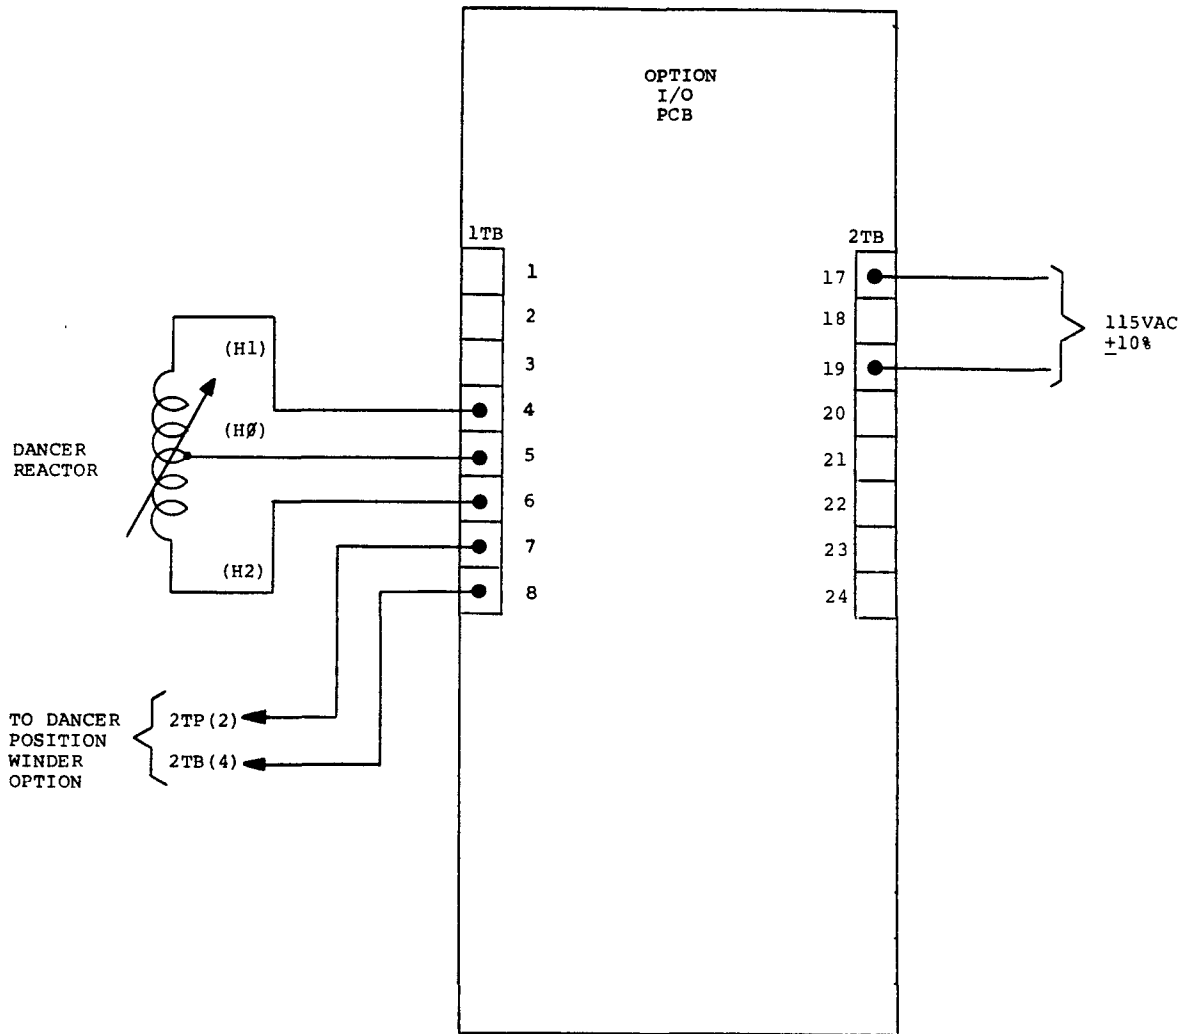 OPTION
I/O
PCB
1TB
1
2
3
4
5
6
7
8
2TB
17
18
19
20
21
22
23
24
115VAC
±10%
DANCER
REACTOR
(H1)
(HØ)
(H2)
TO DANCER
POSITION
WINDER
OPTION
2TP(2)
2TB(4)